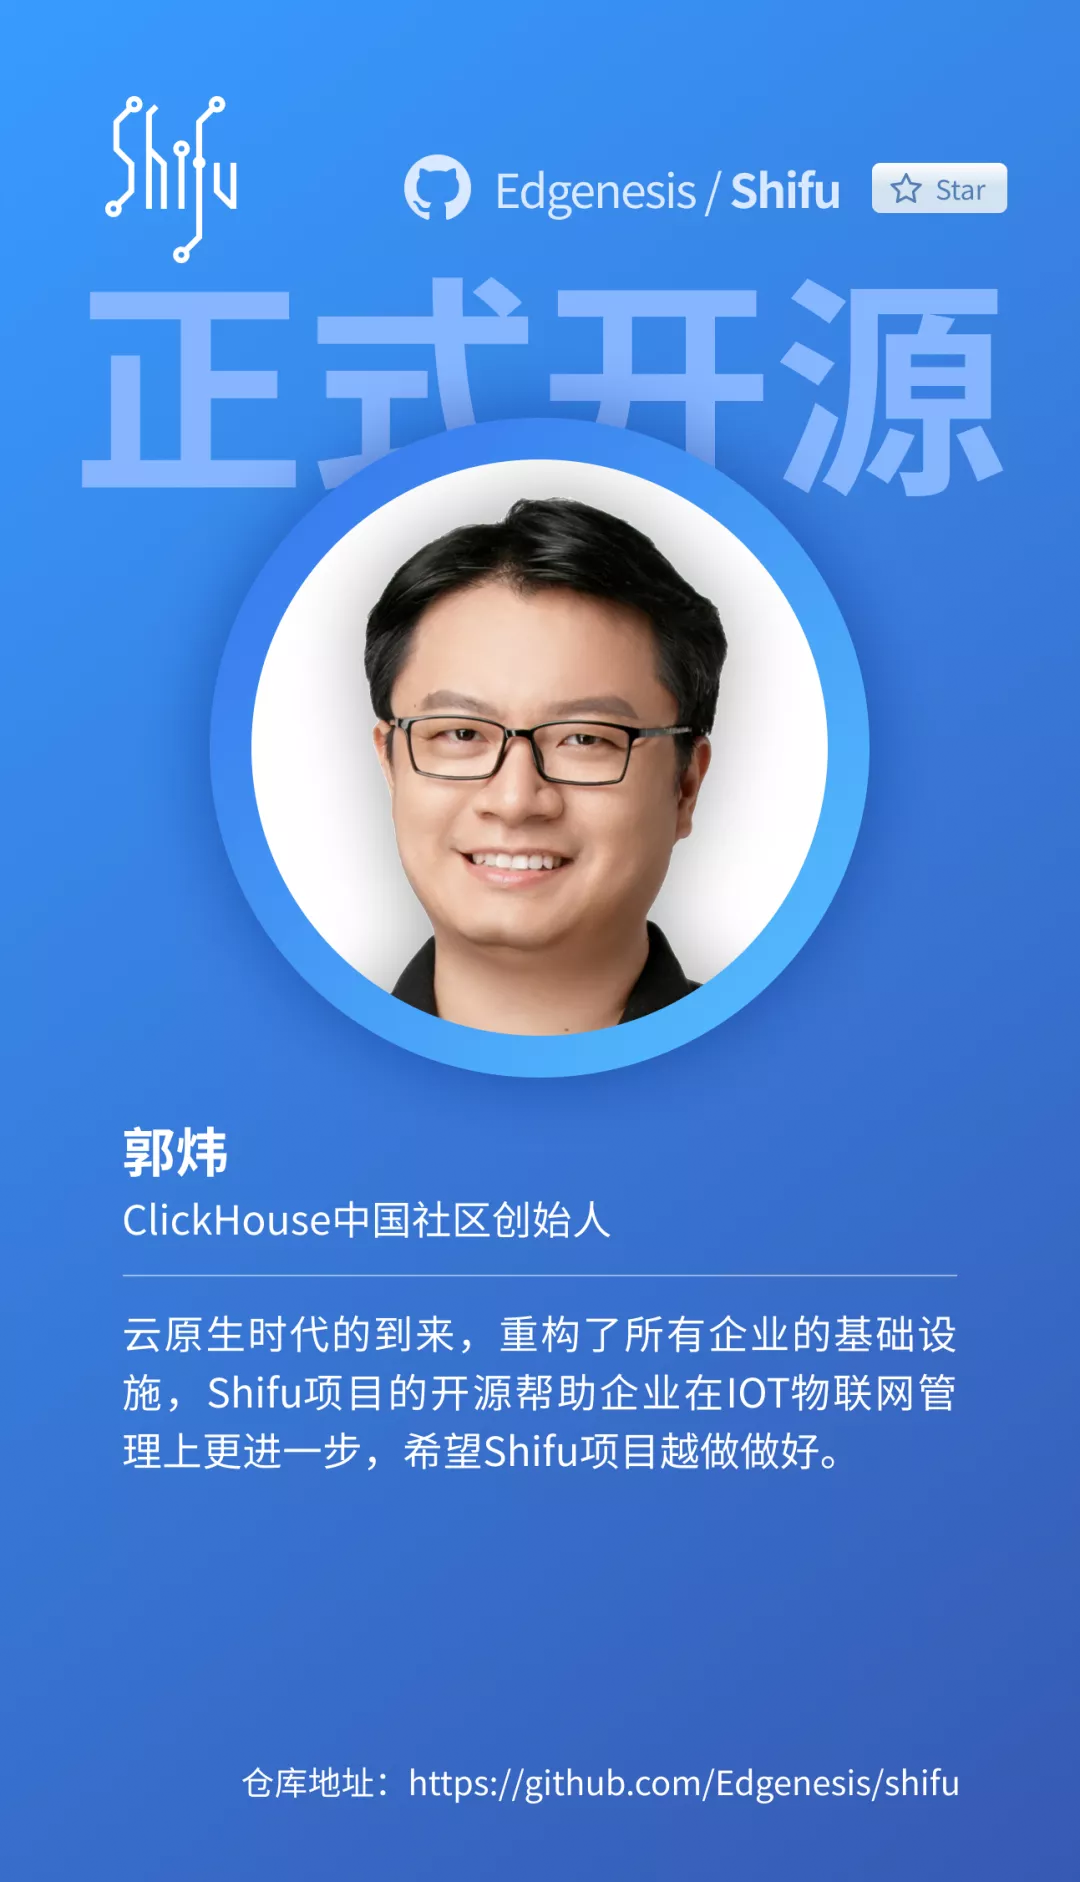 Shifu
Edgenesis / Shifu
Star
正式开源
郭炜
ClickHouse中国社区创始人
云原生时代的到来，重构了所有企业的基础设
施，Shifu项目的开源帮助企业在IOT物联网管
理上更进一步，希望Shifu项目越做做好。
仓库地址：https://github.com/Edgenesis/shifu